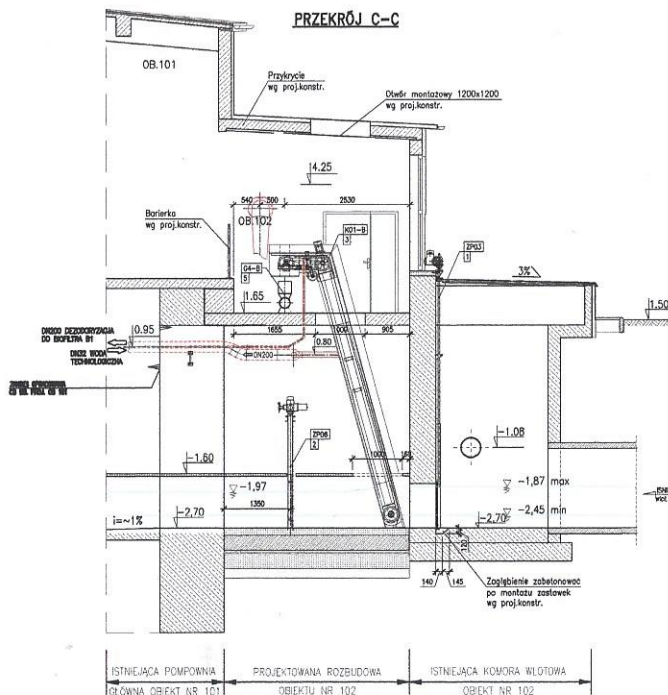 PRZEKRÓJ C-C
OB.101
Przykrycie
wg proj.konstr.
Otwór montażowy 1200x1200
wg proj.konstr.
4.25
540
500
2530
Barierka
wg proj.konstr.
OB.102
K01-B
3
ZP03
1
G4-B
5
3%
1.65
1.50
DN200 DEZODORYZACJA
DO BIOFILTRA B1
0.95
1655
1000
905
DN32 WODA
TECHNOLOGICZNA
DN200
0.80
ZP06
2
-1.08
1000
-1.60
-1,97
-1,87 max
1350
-2,45 min
i=~1%
-2,70
-2,70
120
140
145
Zagłębienie zabetonować
po montażu zastawek
wg proj.konstr.
ISTNIEJĄCA POMPOWNIA
PROJEKTOWANA ROZBUDOWA
ISTNIEJĄCA KOMORA WLOTOWA
GŁÓWNA OBIEKT NR 101
OBIEKTU NR 102
OBIEKT NR 102